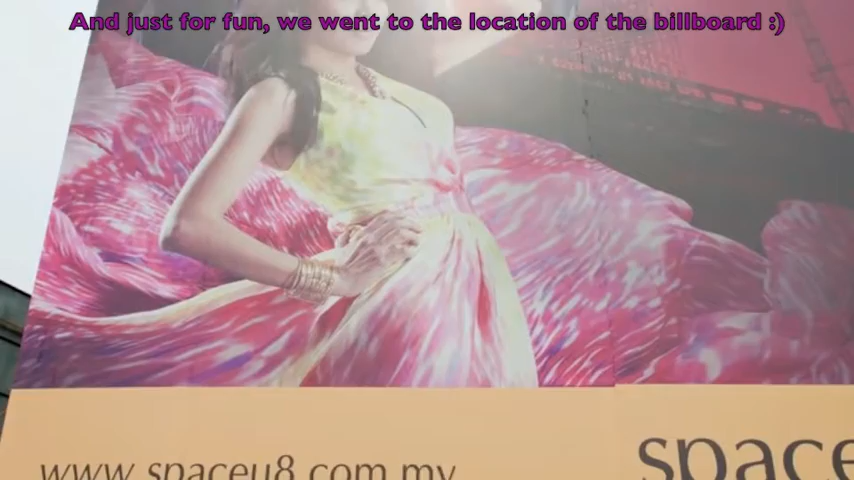 And just for fun, we went to the location of the billboard :)
space
www.spaceu8.com.my